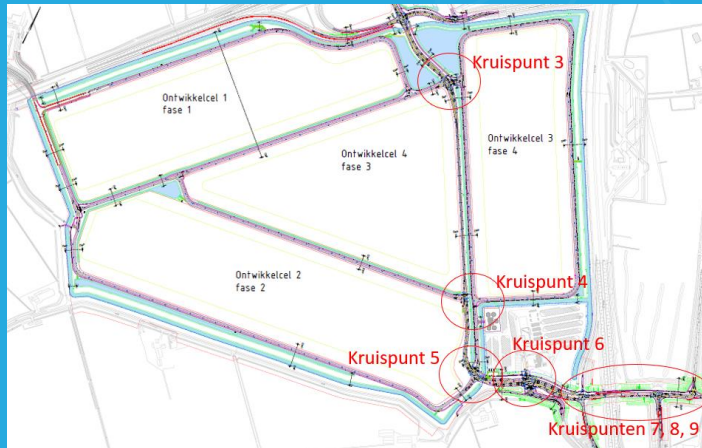 Kruispunt 3
Ontwikkelcel 1
fase 1
Ontwikkelcel 4
fase 3
Ontwikkelcel 3
fase 4
Ontwikkelcel 2
fase 2
Kruispunt 4
Kruispunt 6
Kruispunt 5
Kruispunten 7, 8, 9